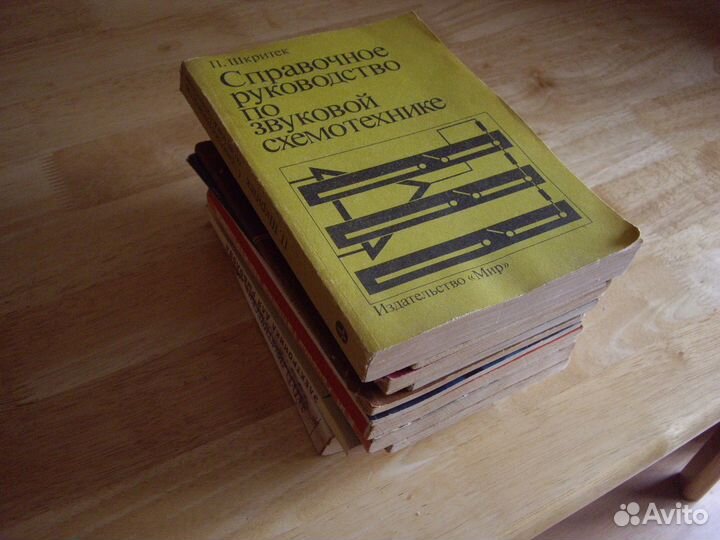 П. Шкритек
Справочное
руководство
по
звуковой
схемотехнике
Издательство «Мир»
Avito